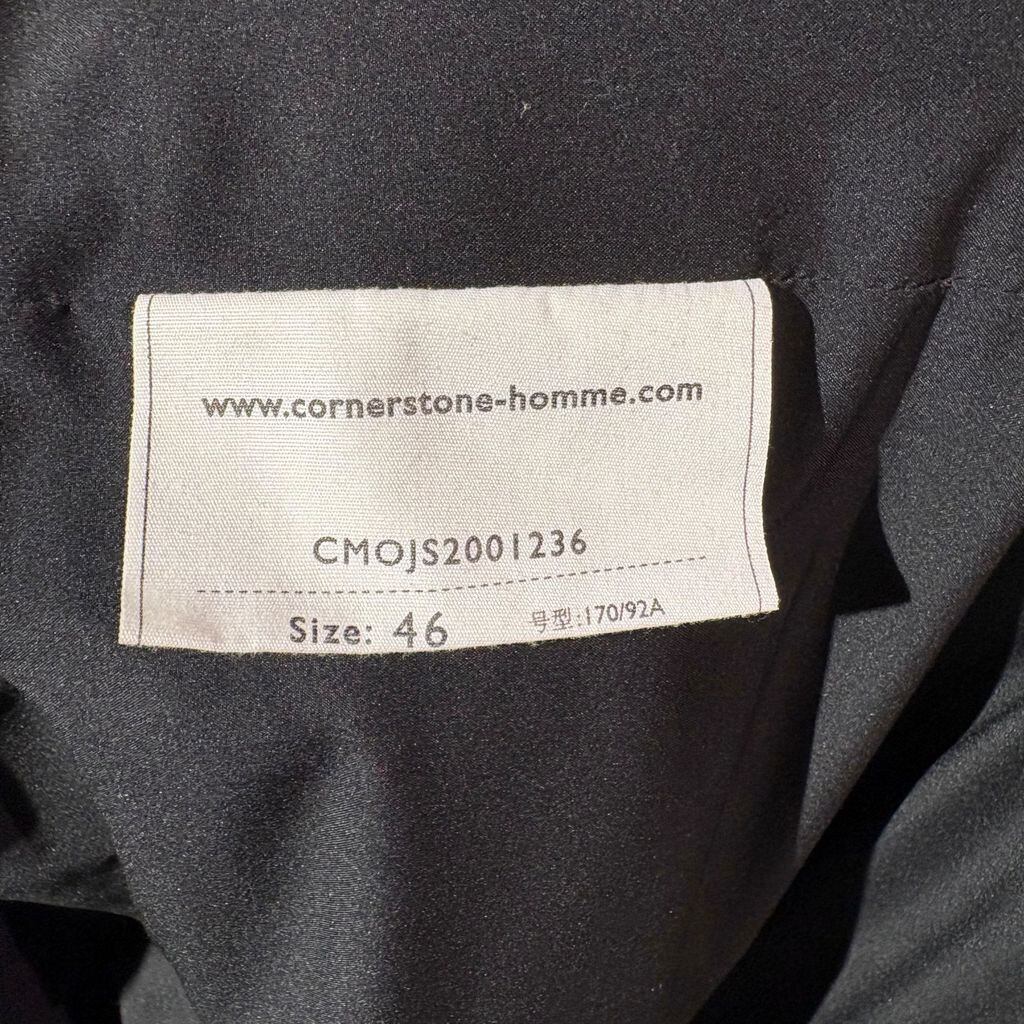 www.cornerstone-homme.com
CMOJS2001236
Size: 46 号型:170/92A